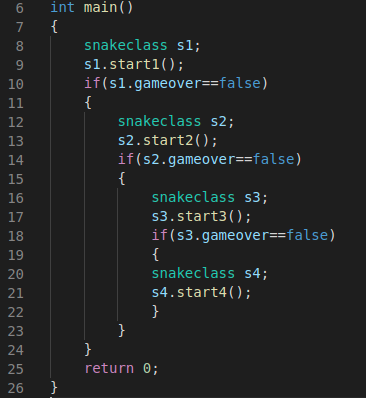 6 int main()
7 {
8     snakeclass s1;
9     s1.start1();
10     if(s1.gameover==false)
11     {
12         snakeclass s2;
13         s2.start2();
14         if(s2.gameover==false)
15         {
16             snakeclass s3;
17             s3.start3();
18             if(s3.gameover==false)
19             {
20             snakeclass s4;
21             s4.start4();
22             }
23         }
24     }
25     return 0;
26 }